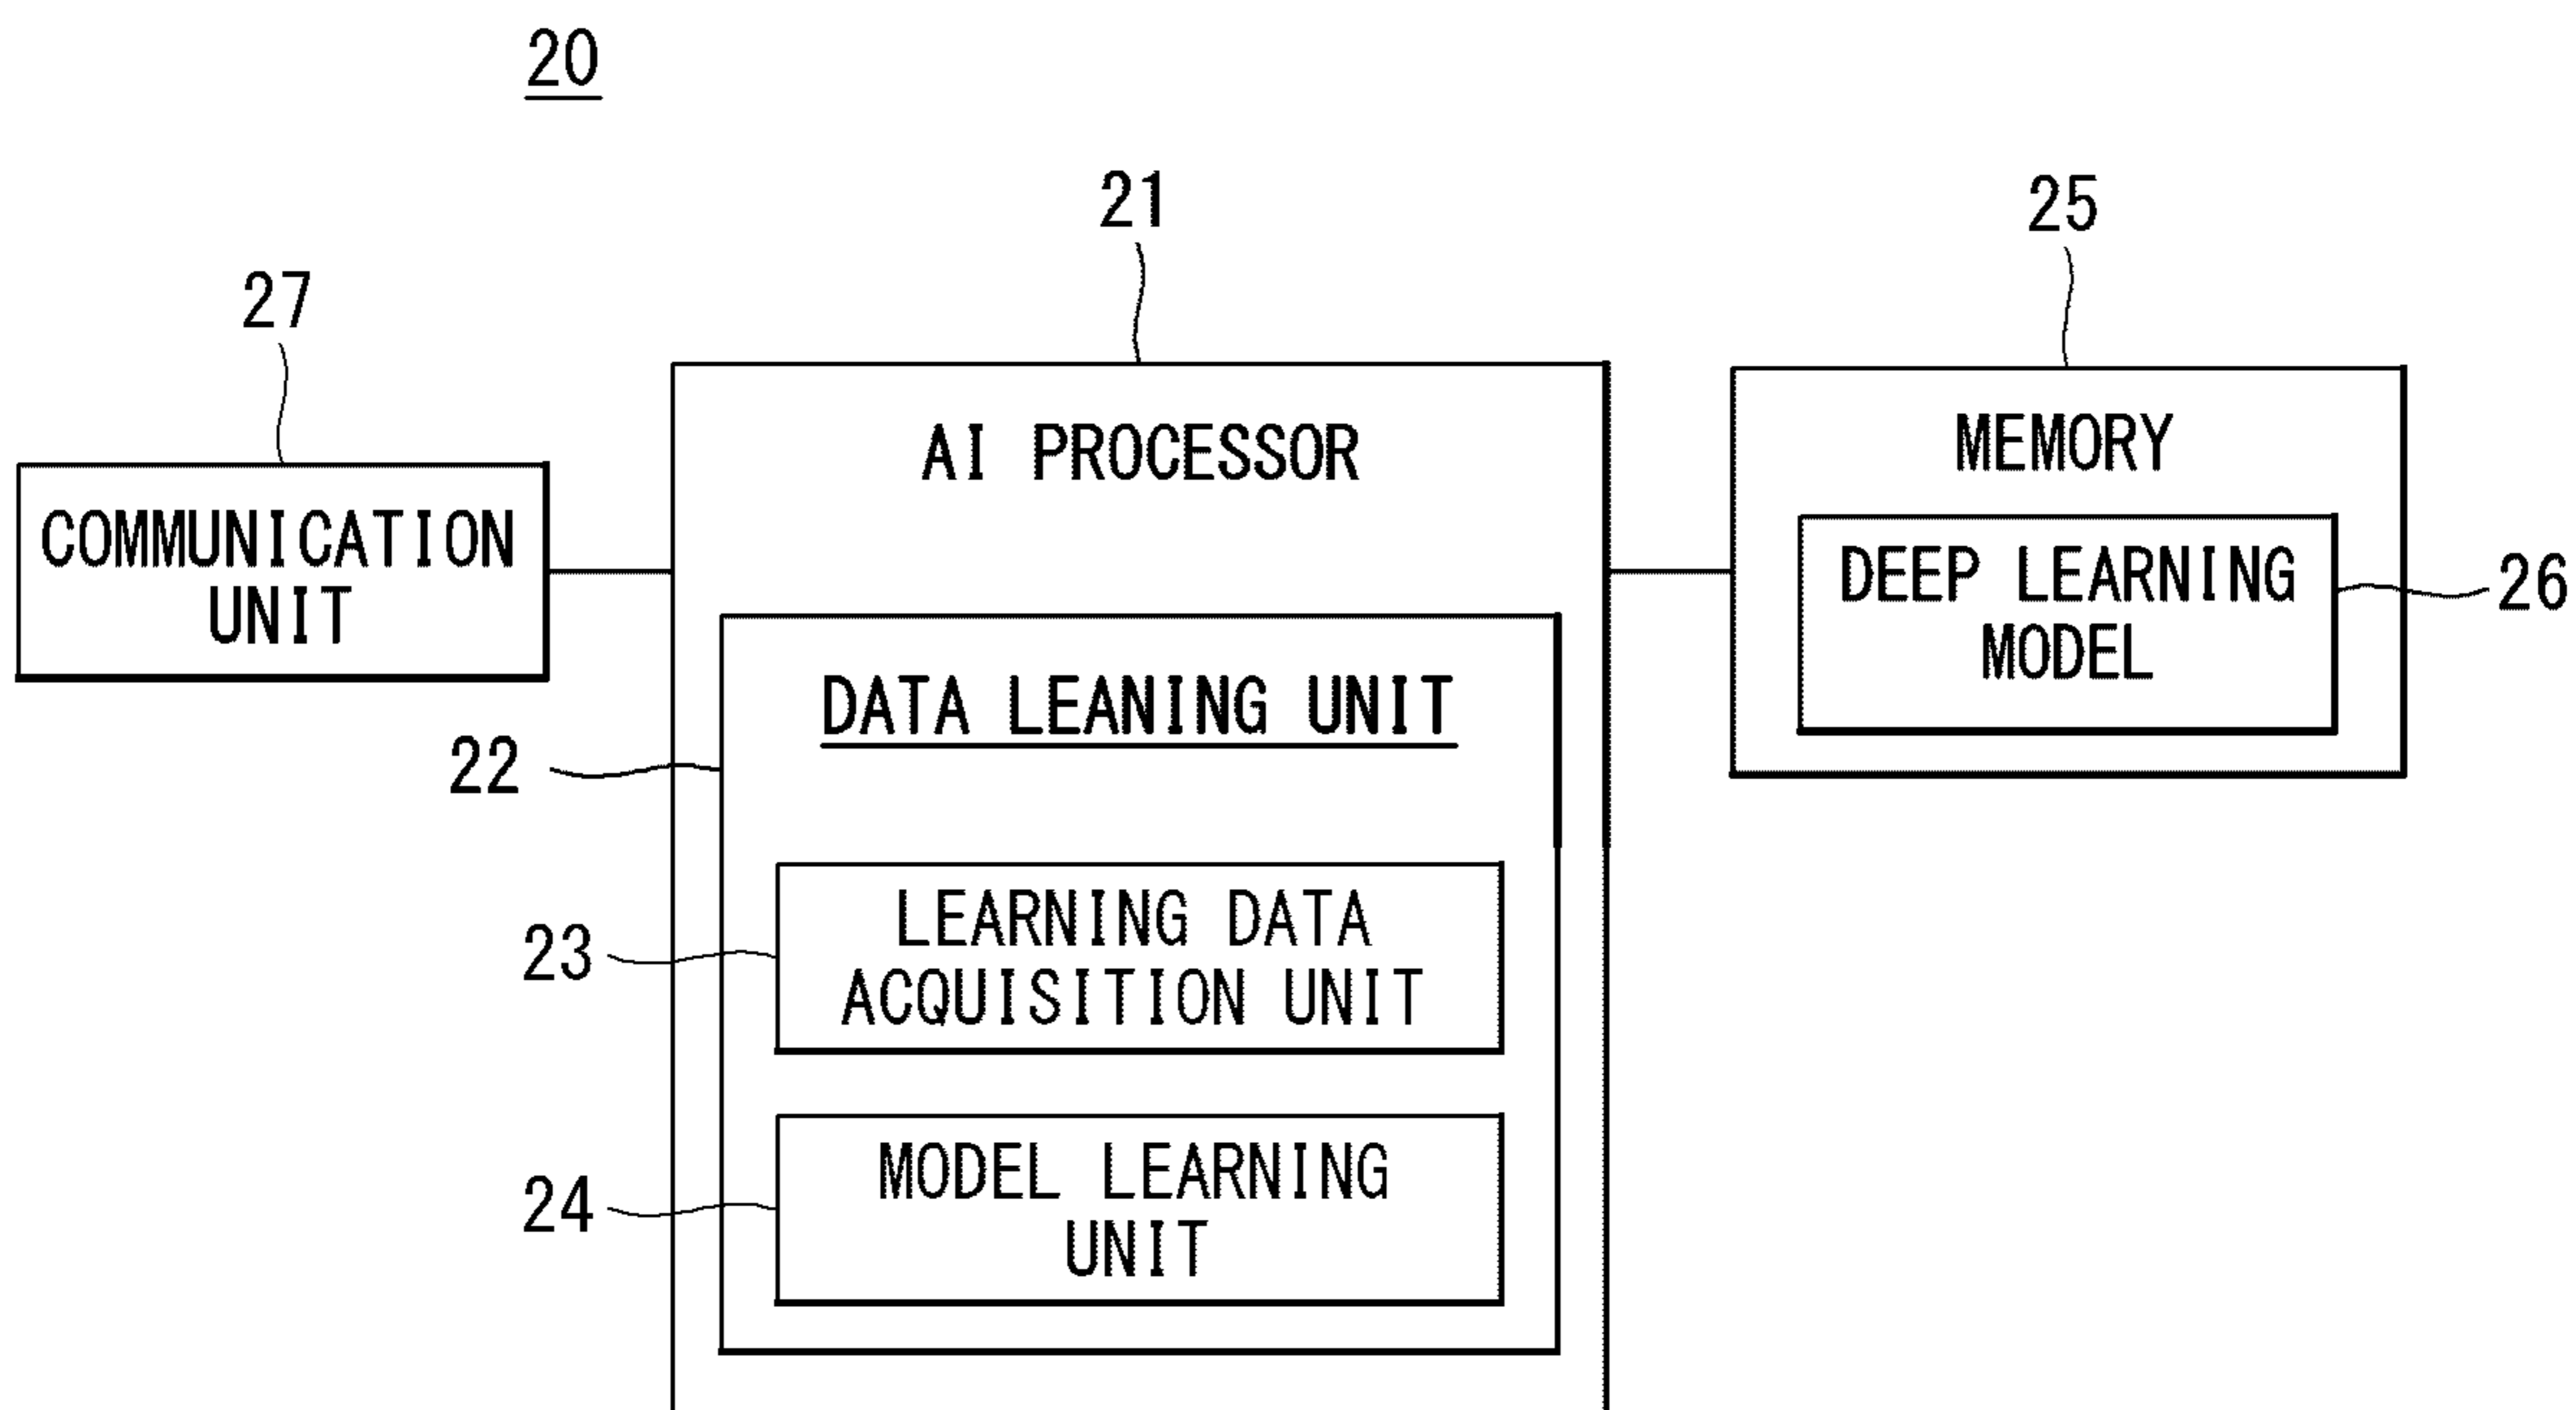 20
21
25
27
AI PROCESSOR
MEMORY
COMMUNICATION
UNIT
DEEP LEARNING
MODEL
26
DATA LEANING UNIT
22
LEARNING DATA
ACQUISITION UNIT
23
MODEL LEARNING
UNIT
24